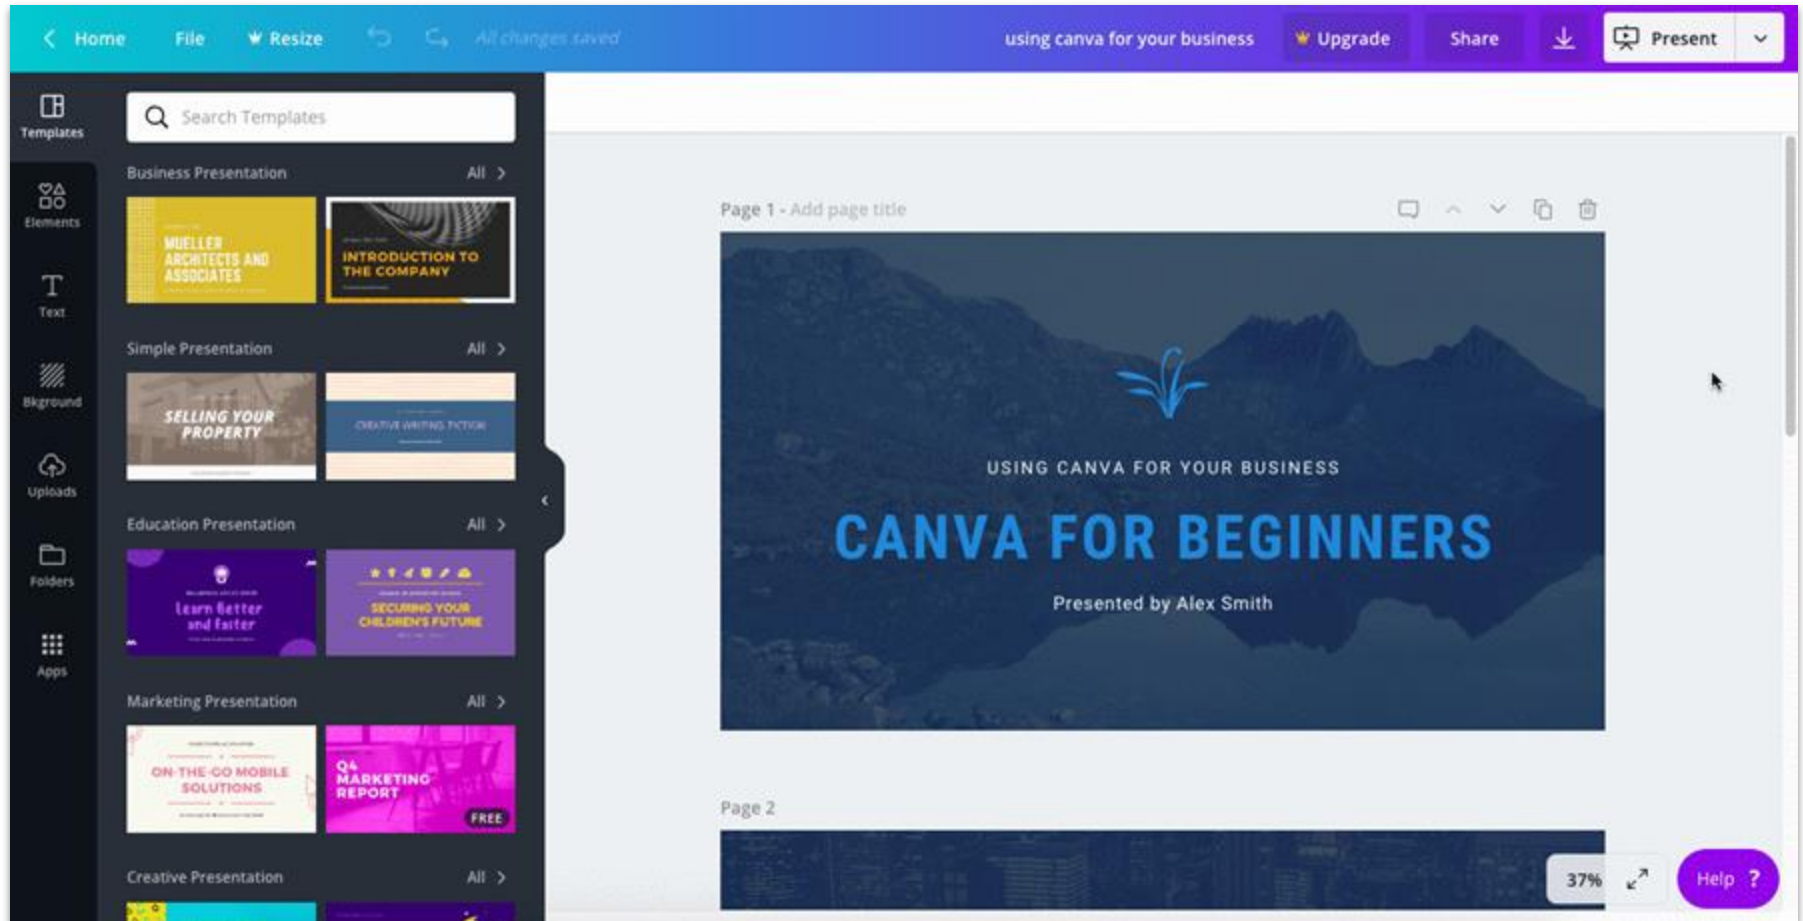 Home File Resize All changes saved using canva for your business Upgrade Share Present
Templates
Elements
Text
Bkground
Uploads
Folders
Apps
Search Templates
Business Presentation All
MUELLER
ARCHITECTS AND
ASSOCIATES
INTRODUCTION TO
THE COMPANY
Simple Presentation All
SELLING YOUR
PROPERTY
CREATIVE WRITING: FICTION
Education Presentation All
Learn Better
and Faster
SECURING YOUR
CHILDREN'S FUTURE
Marketing Presentation All
ON-THE-GO MOBILE
SOLUTIONS
Q4
MARKETING
REPORT
FREE
Creative Presentation All
Page 1 - Add page title
USING CANVA FOR YOUR BUSINESS
CANVA FOR BEGINNERS
Presented by Alex Smith
Page 2
37%
Help ?